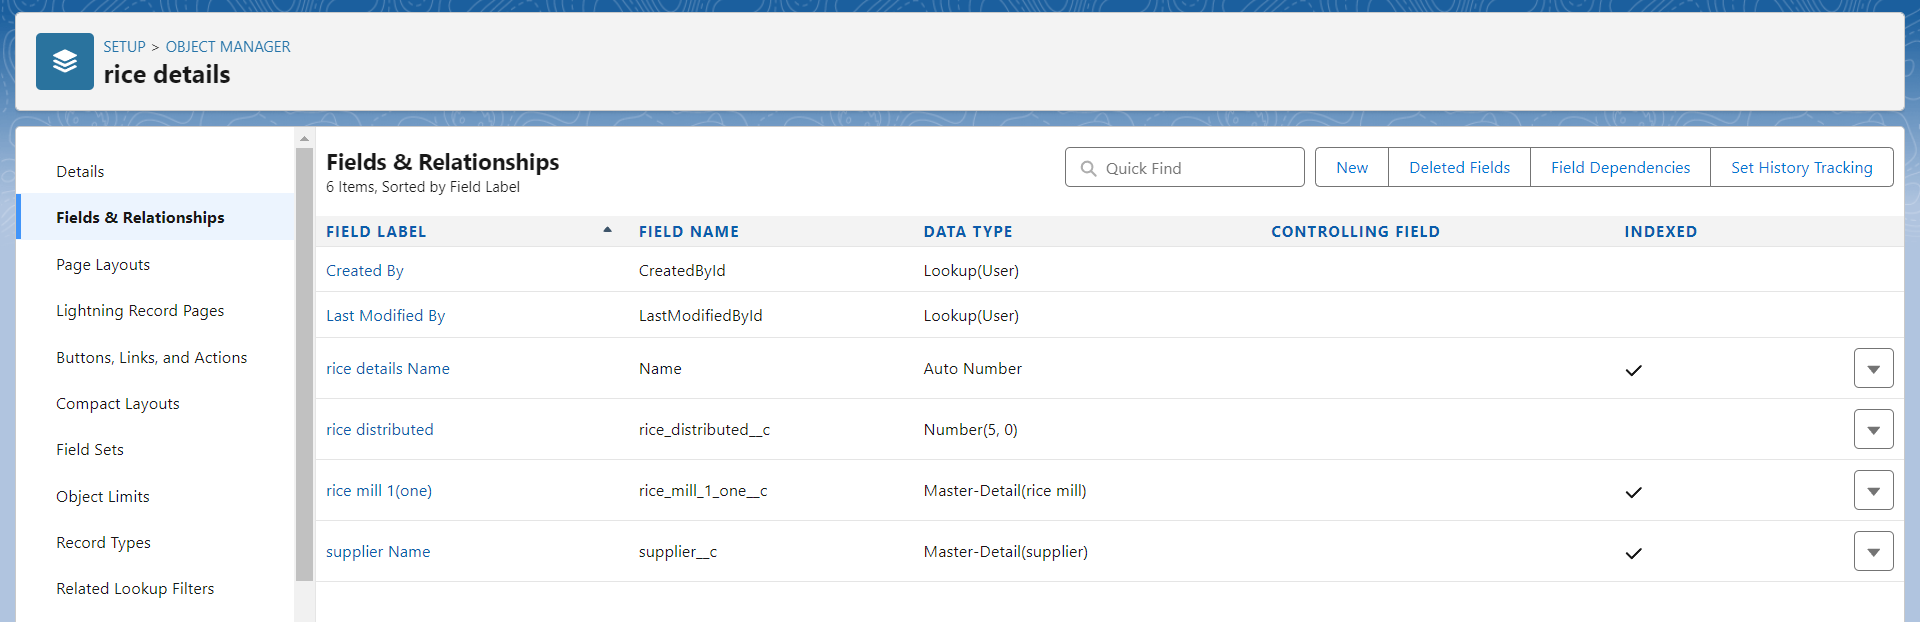 SETUP > OBJECT MANAGER
rice details
Details
Fields & Relationships
Page Layouts
Lightning Record Pages
Buttons, Links, and Actions
Compact Layouts
Field Sets
Object Limits
Record Types
Related Lookup Filters
Fields & Relationships
6 Items, Sorted by Field Label
Quick Find
New
Deleted Fields
Field Dependencies
Set History Tracking
FIELD LABEL FIELD NAME DATA TYPE CONTROLLING FIELD INDEXED
Created By CreatedById Lookup(User)
Last Modified By LastModifiedById Lookup(User)
rice details Name Name Auto Number
rice distributed rice_distributed__c Number(5, 0)
rice mill 1(one) rice_mill_1_one__c Master-Detail(rice mill)
supplier Name supplier__c Master-Detail(supplier)